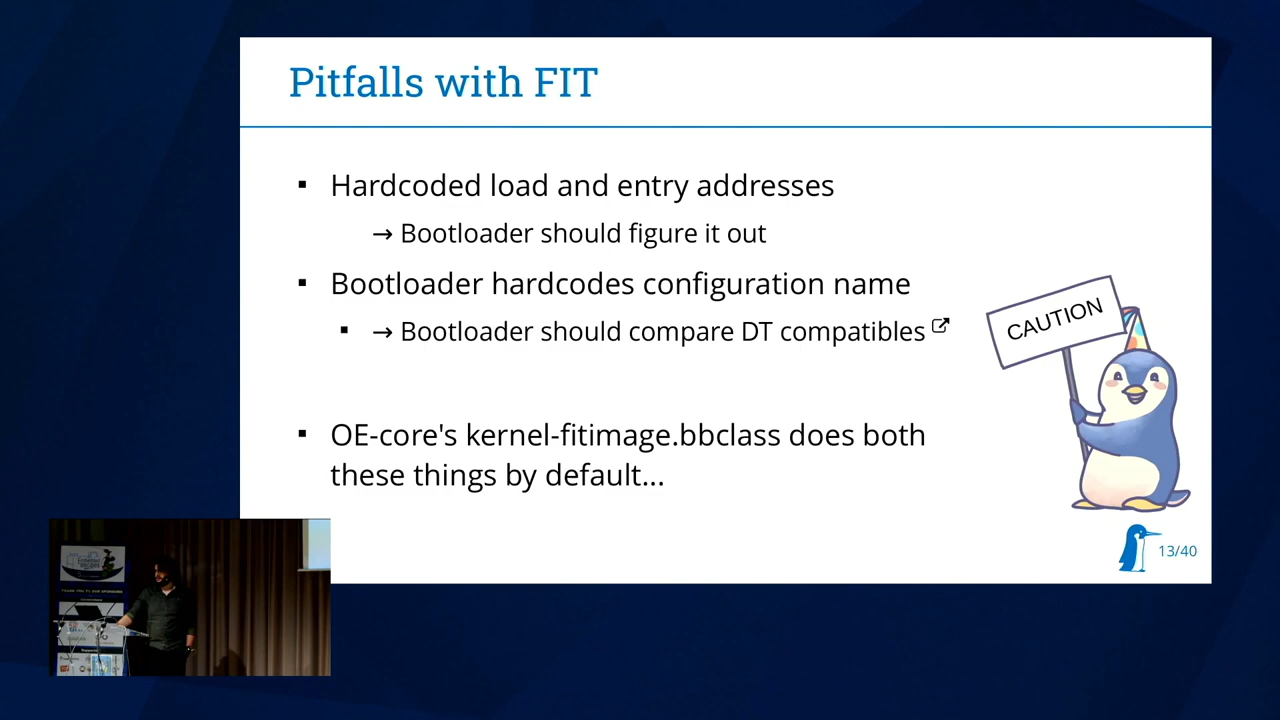 Pitfalls with FIT
▪ Hardcoded load and entry addresses
→ Bootloader should figure it out
▪ Bootloader hardcodes configuration name
▪ → Bootloader should compare DT compatibles
CAUTION
▪ OE-core's kernel-fitimage.bbclass does both
these things by default...
13/40